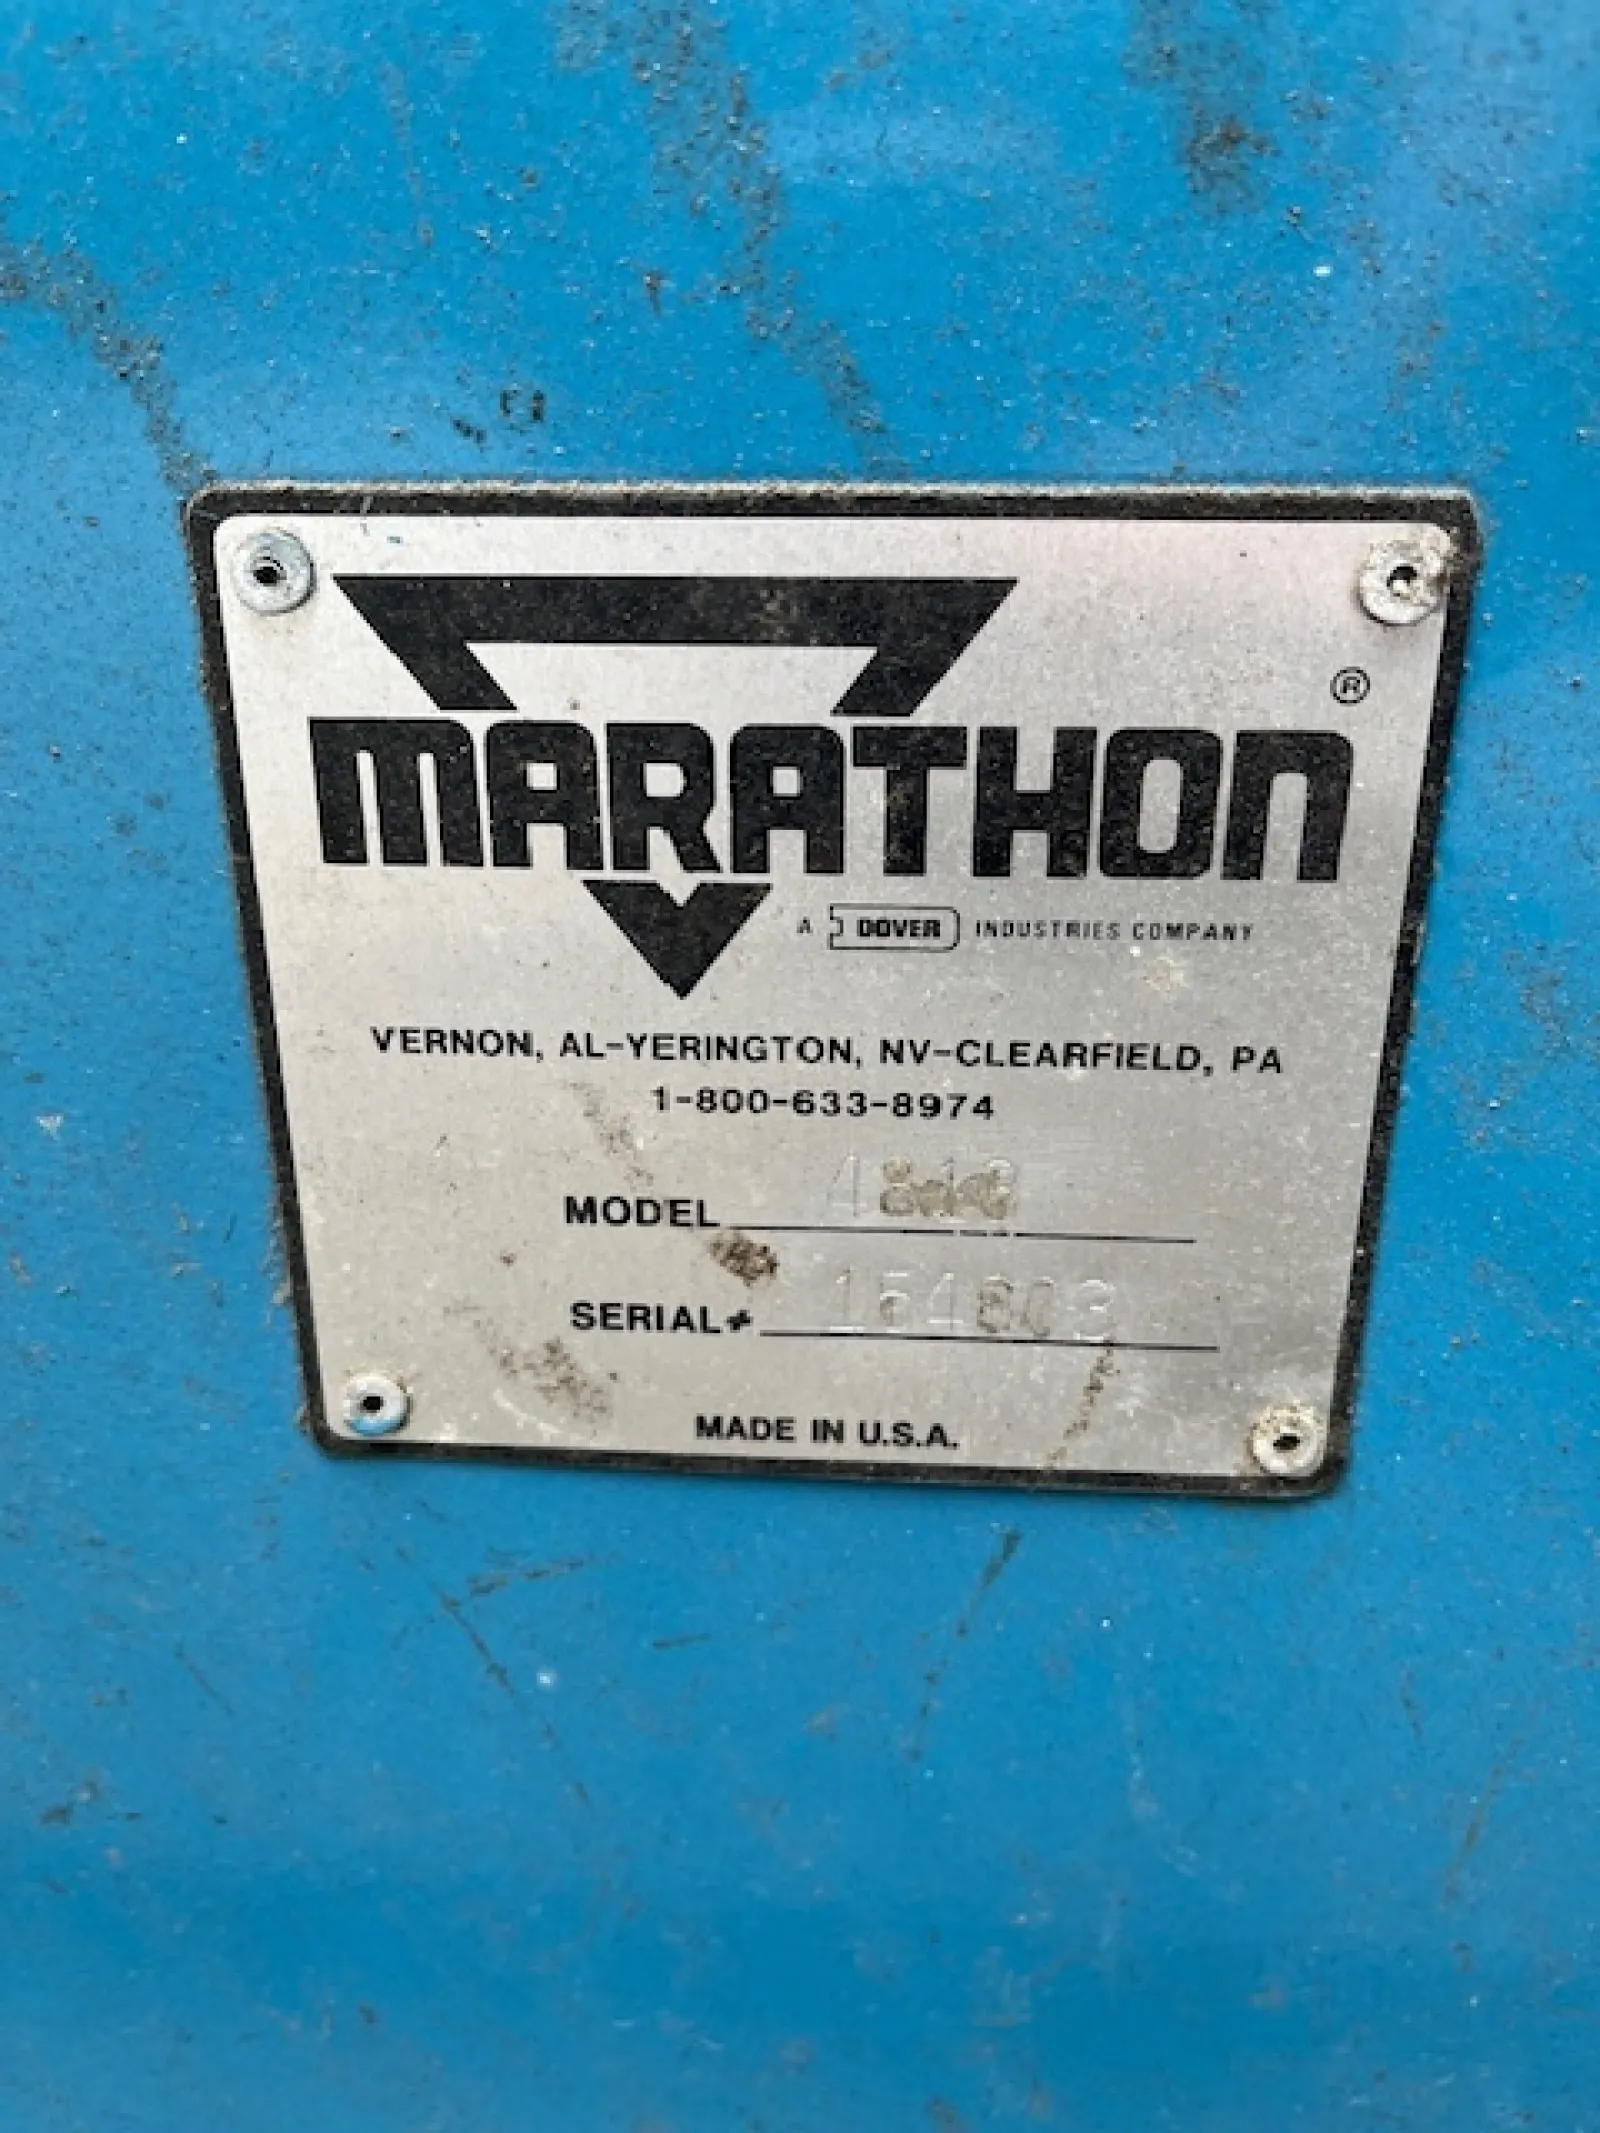 MARATHON ®
A DOVER INDUSTRIES COMPANY
VERNON, AL-YERINGTON, NV-CLEARFIELD, PA
1-800-633-8974
MODEL
SERIAL#
MADE IN U.S.A.